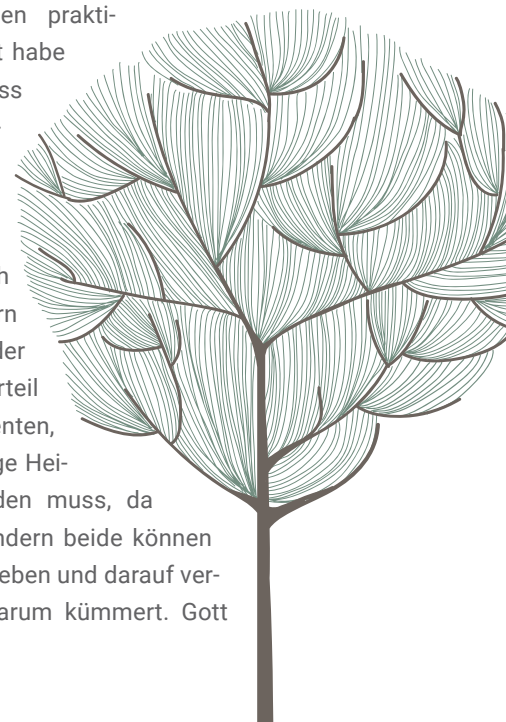 en prakti-
t habe
ss
-
n
rn
ler
rteil
enten,
ge Hei-
den muss, da
ndern beide können
eben und darauf ver-
arum kümmert. Gott